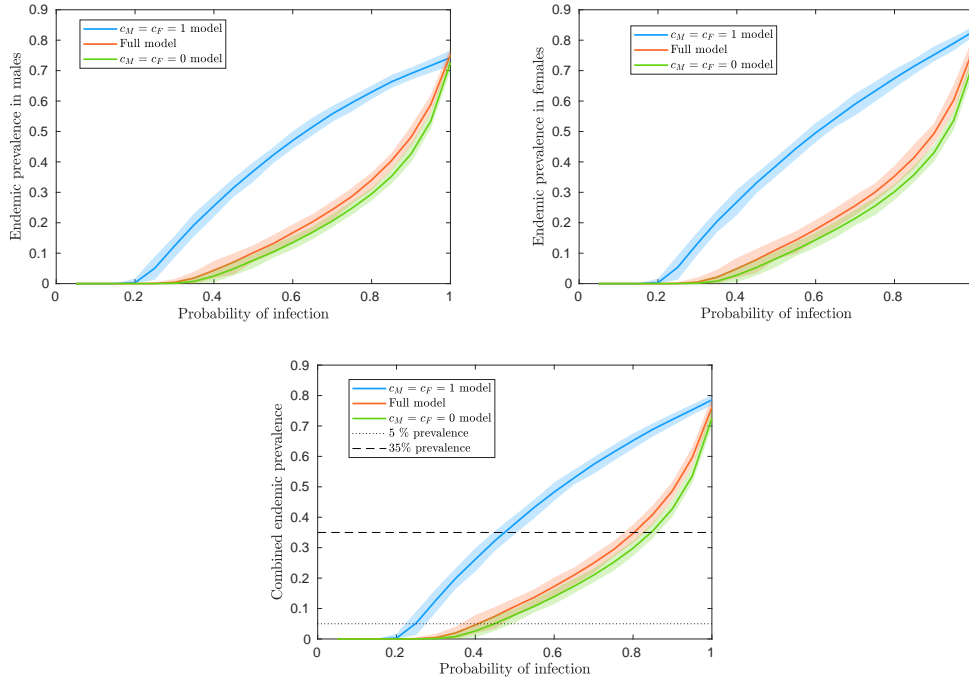 0.9
0.8
0.7
0.6
0.5
0.4
0.3
0.2
0.1
0
Endemic prevalence in males
c_M = c_F = 1 model
Full model
c_M = c_F = 0 model
0 0.2 0.4 0.6 0.8 1
Probability of infection
0.9
0.8
0.7
0.6
0.5
0.4
0.3
0.2
0.1
0
Endemic prevalence in females
c_M = c_F = 1 model
Full model
c_M = c_F = 0 model
0 0.2 0.4 0.6 0.8
Probability of infection
0.9
0.8
0.7
0.6
0.5
0.4
0.3
0.2
0.1
0
Combined endemic prevalence
c_M = c_F = 1 model
Full model
c_M = c_F = 0 model
5 % prevalence
35% prevalence
0 0.2 0.4 0.6 0.8 1
Probability of infection